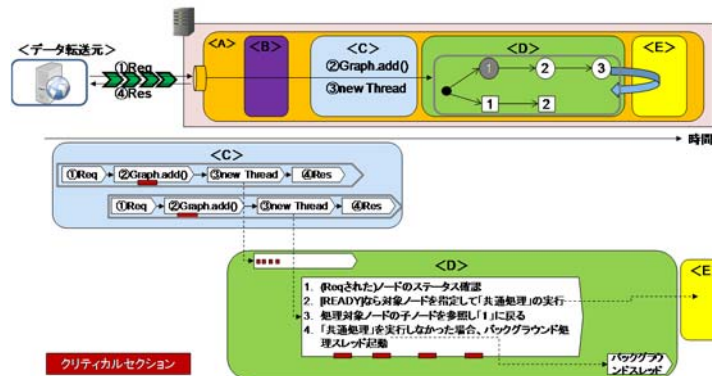 <データ転送元>
①Req
④Res
<A>
<B>
<C>
②Graph.add()
③new Thread
<D>
1
2
3
1
2
<E>
時間
<C>
①Req
②Graph.add()
③new Thread
④Res
①Req
②Graph.add()
③new Thread
④Res
<D>
1. (Reqされた)ノードのステータス確認
2. [READY]なら対象ノードを指定して「共通処理」の実行
3. 処理対象ノードの子ノードを参照し「1」に戻る
4. 「共通処理」を実行しなかった場合、バックグラウンド処
理スレッド起動
<E
バックグラウ
ンドスレッド
クリティカルセクション